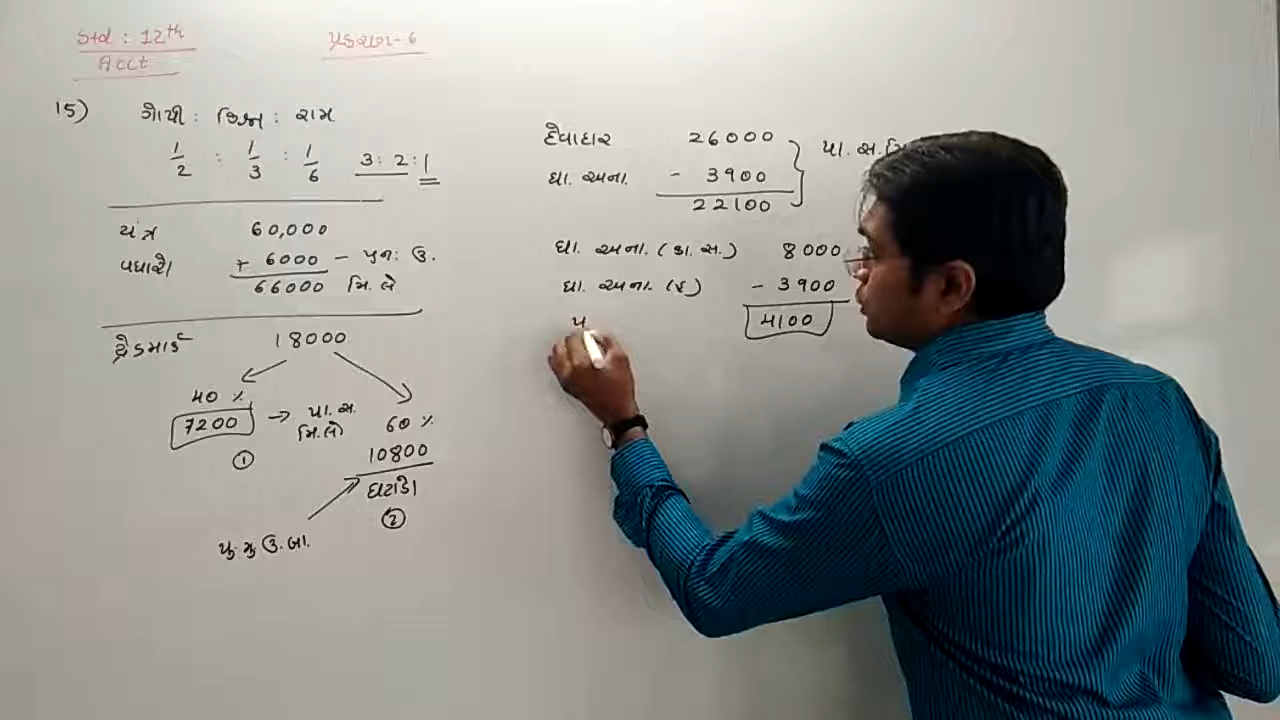 Std : 12th
Acct
પ્રકરણ-6
15) ગોપી : ક્રિશ્ના : રામ
1/2 : 1/3 : 1/6 3:2:1
યંત્ર 60,000
વધારો + 6000 - પુનઃ ઉ.
66000 મિ.લે
ટ્રેડમાર્ક 18000
40 % 
7200 → પા.સ. મિ.લે
①
60 %
10800
ઘટાડો
②
પુ.મુ.ઉ.ખા.
દેવાદાર 26000
ઘા. અના. - 3900
22100
પા.સ.
ઘા. અના. (કા.સ.) 8000
ઘા. અના. (ફ) - 3900
4100